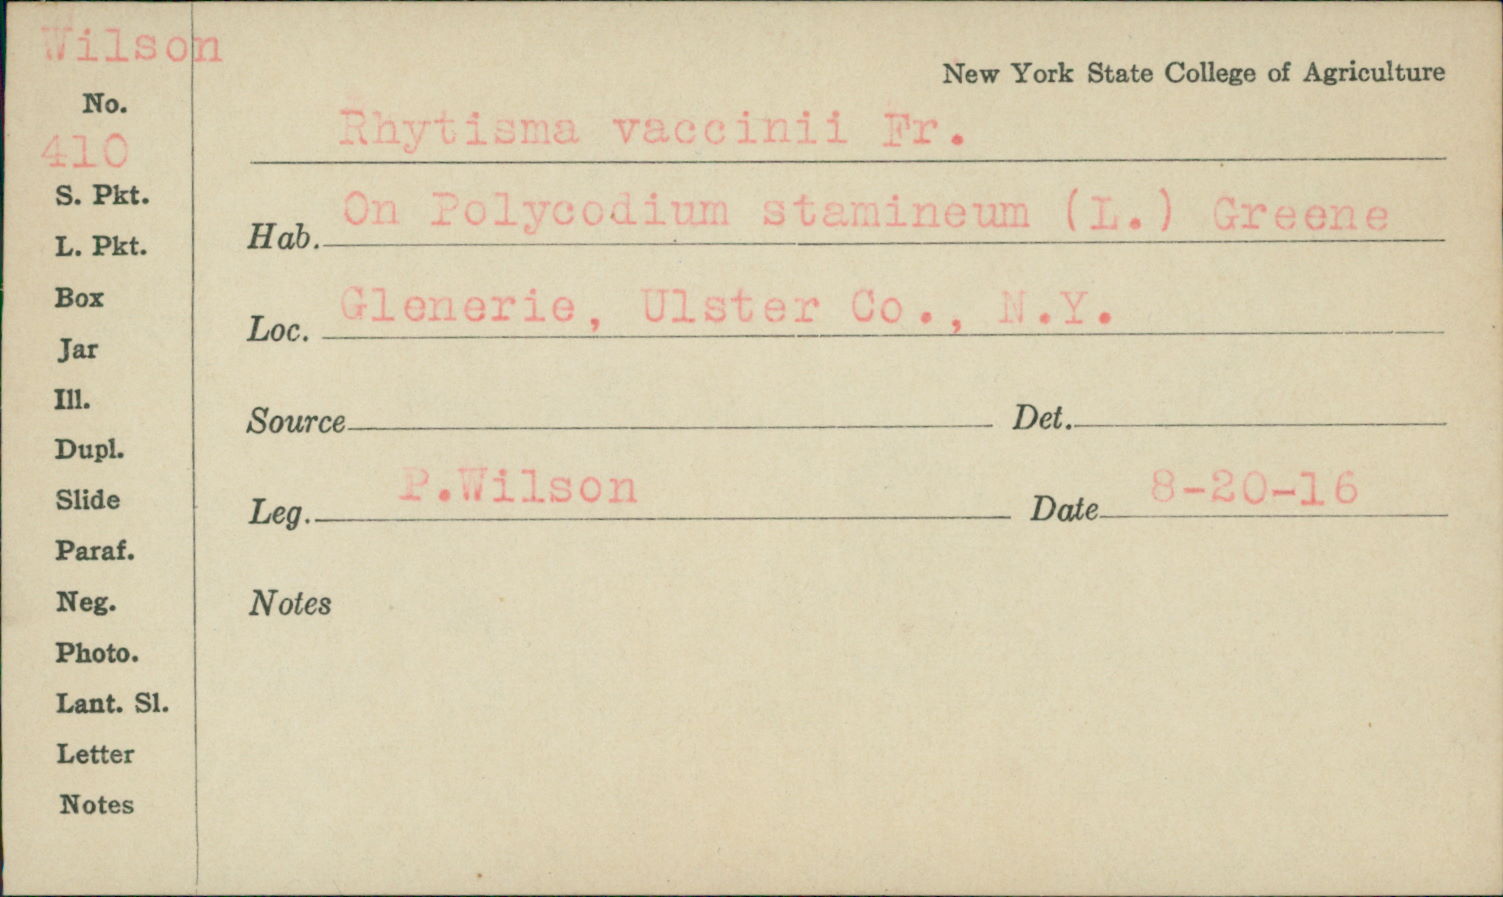 Wilson
New York State College of Agriculture
No.
410
Rhytisma vaccinii Fr.
S. Pkt.
Hab. On Polycodium stamineum (L.) Greene
L. Pkt.
Box
Loc. Glenerie, Ulster Co., N.Y.
Jar
Ill.
Source Det.
Dupl.
Slide
Leg. P.Wilson Date 8-20-16
Paraf.
Neg.
Notes
Photo.
Lant. Sl.
Letter
Notes